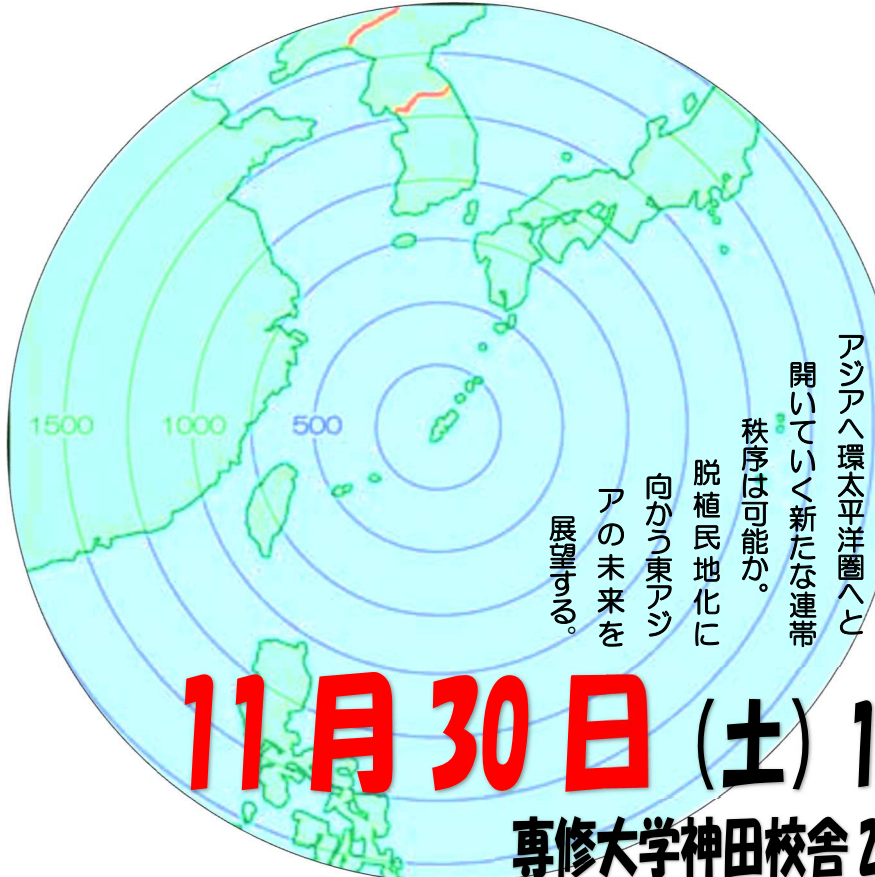 1500 1000 500
アジアへ環太平洋圏へと
開いていく新たな連帯
秩序は可能か。
脱植民地化に
向かう東アジ
アの未来を
展望する。
11月30日（土）1
専修大学神田校舎2